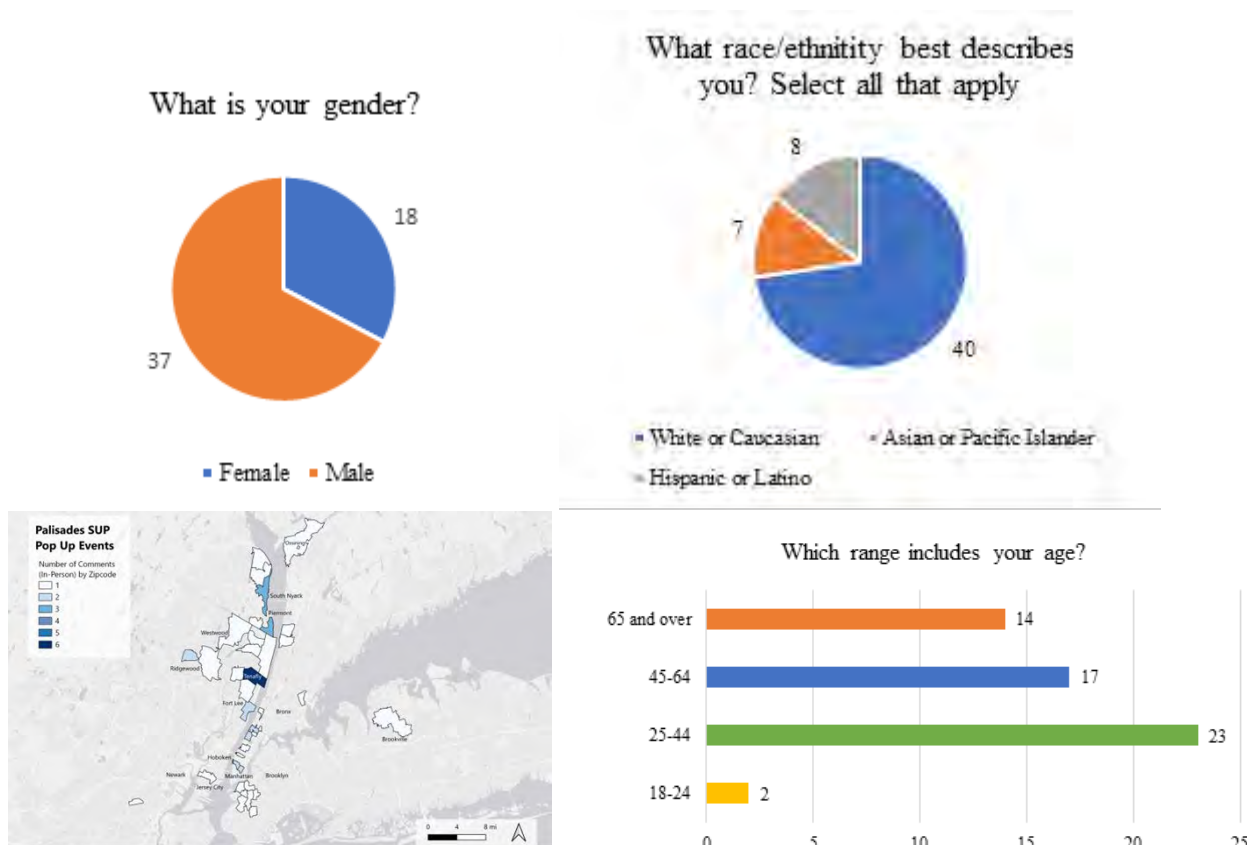 What is your gender?
18
37
Female Male
What race/ethnitity best describes
you? Select all that apply
8
7
40
White or Caucasian Asian or Pacific Islander
Hispanic or Latino
Palisades SUP
Pop Up Events
Number of Comments
(In-Person) by Zipcode
1
2
3
4
5
6
Ossining
South Nyack
Piermont
Westwood
Ridgewood
Tenafly
Fort Lee
Bronx
Brookville
Hoboken
Newark
Manhattan
Brooklyn
Jersey City
0 4 8 mi
Which range includes your age?
65 and over 14
45-64 17
25-44 23
18-24 2
0 5 10 15 20 25